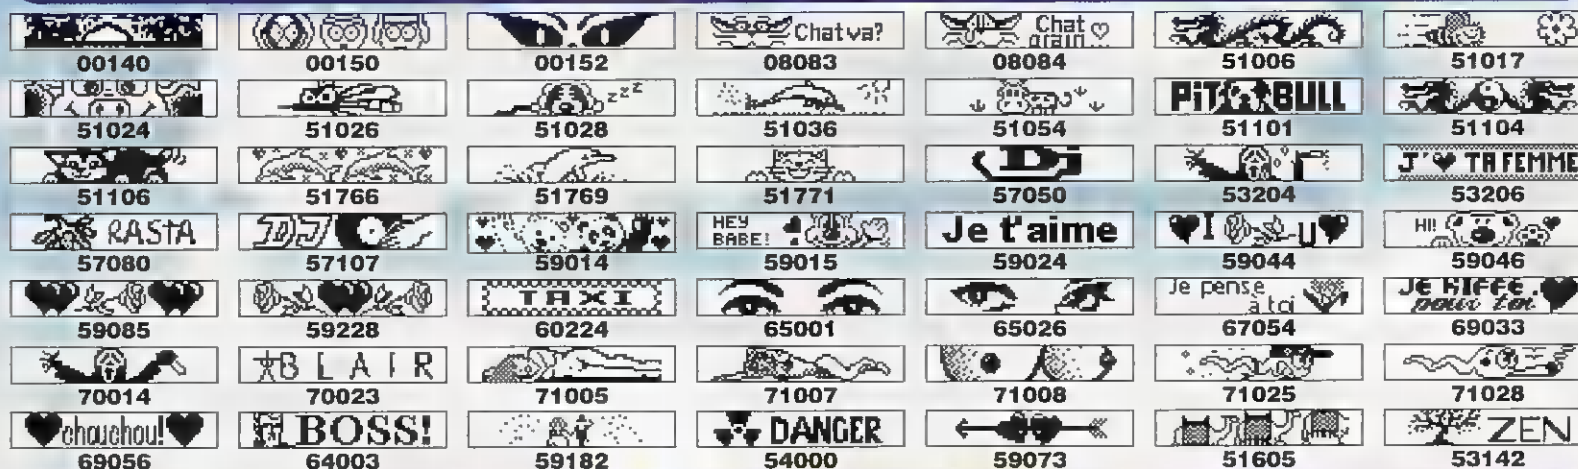 Chat va? Chat ♡
grain...
00140 00150 00152 08083 08084 51006 51017
zzz PiT BULL
51024 51026 51028 51036 51054 51101 51104
Dj J'♥ TA FEMME
51106 51766 51769 51771 57050 53204 53206
RASTA DJ HEY BABE! Je t'aime ♥I u♥ HI!
57080 57107 59014 59015 59024 59044 59046
TAXI Je pense à toi JE KIFFE pour toi
59085 59228 60224 65001 65026 67054 69033
BLAIR
70014 70023 71005 71007 71008 71025 71028
chouchou! BOSS! DANGER ZEN
69056 64003 59182 54000 59073 51605 53142